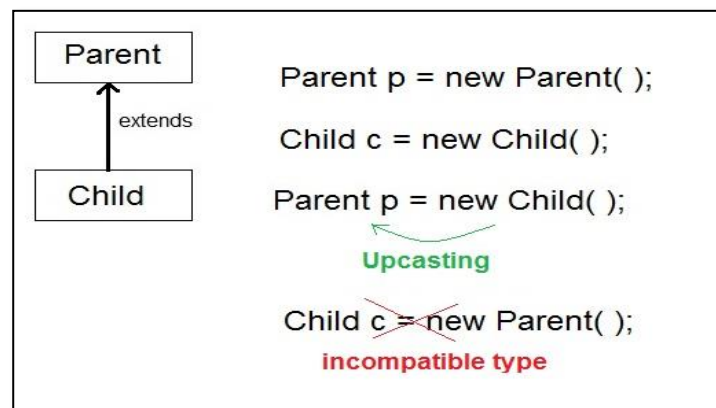 Parent
extends
Child
Parent p = new Parent( );
Child c = new Child( );
Parent p = new Child( );
Upcasting
Child c = new Parent( );
incompatible type